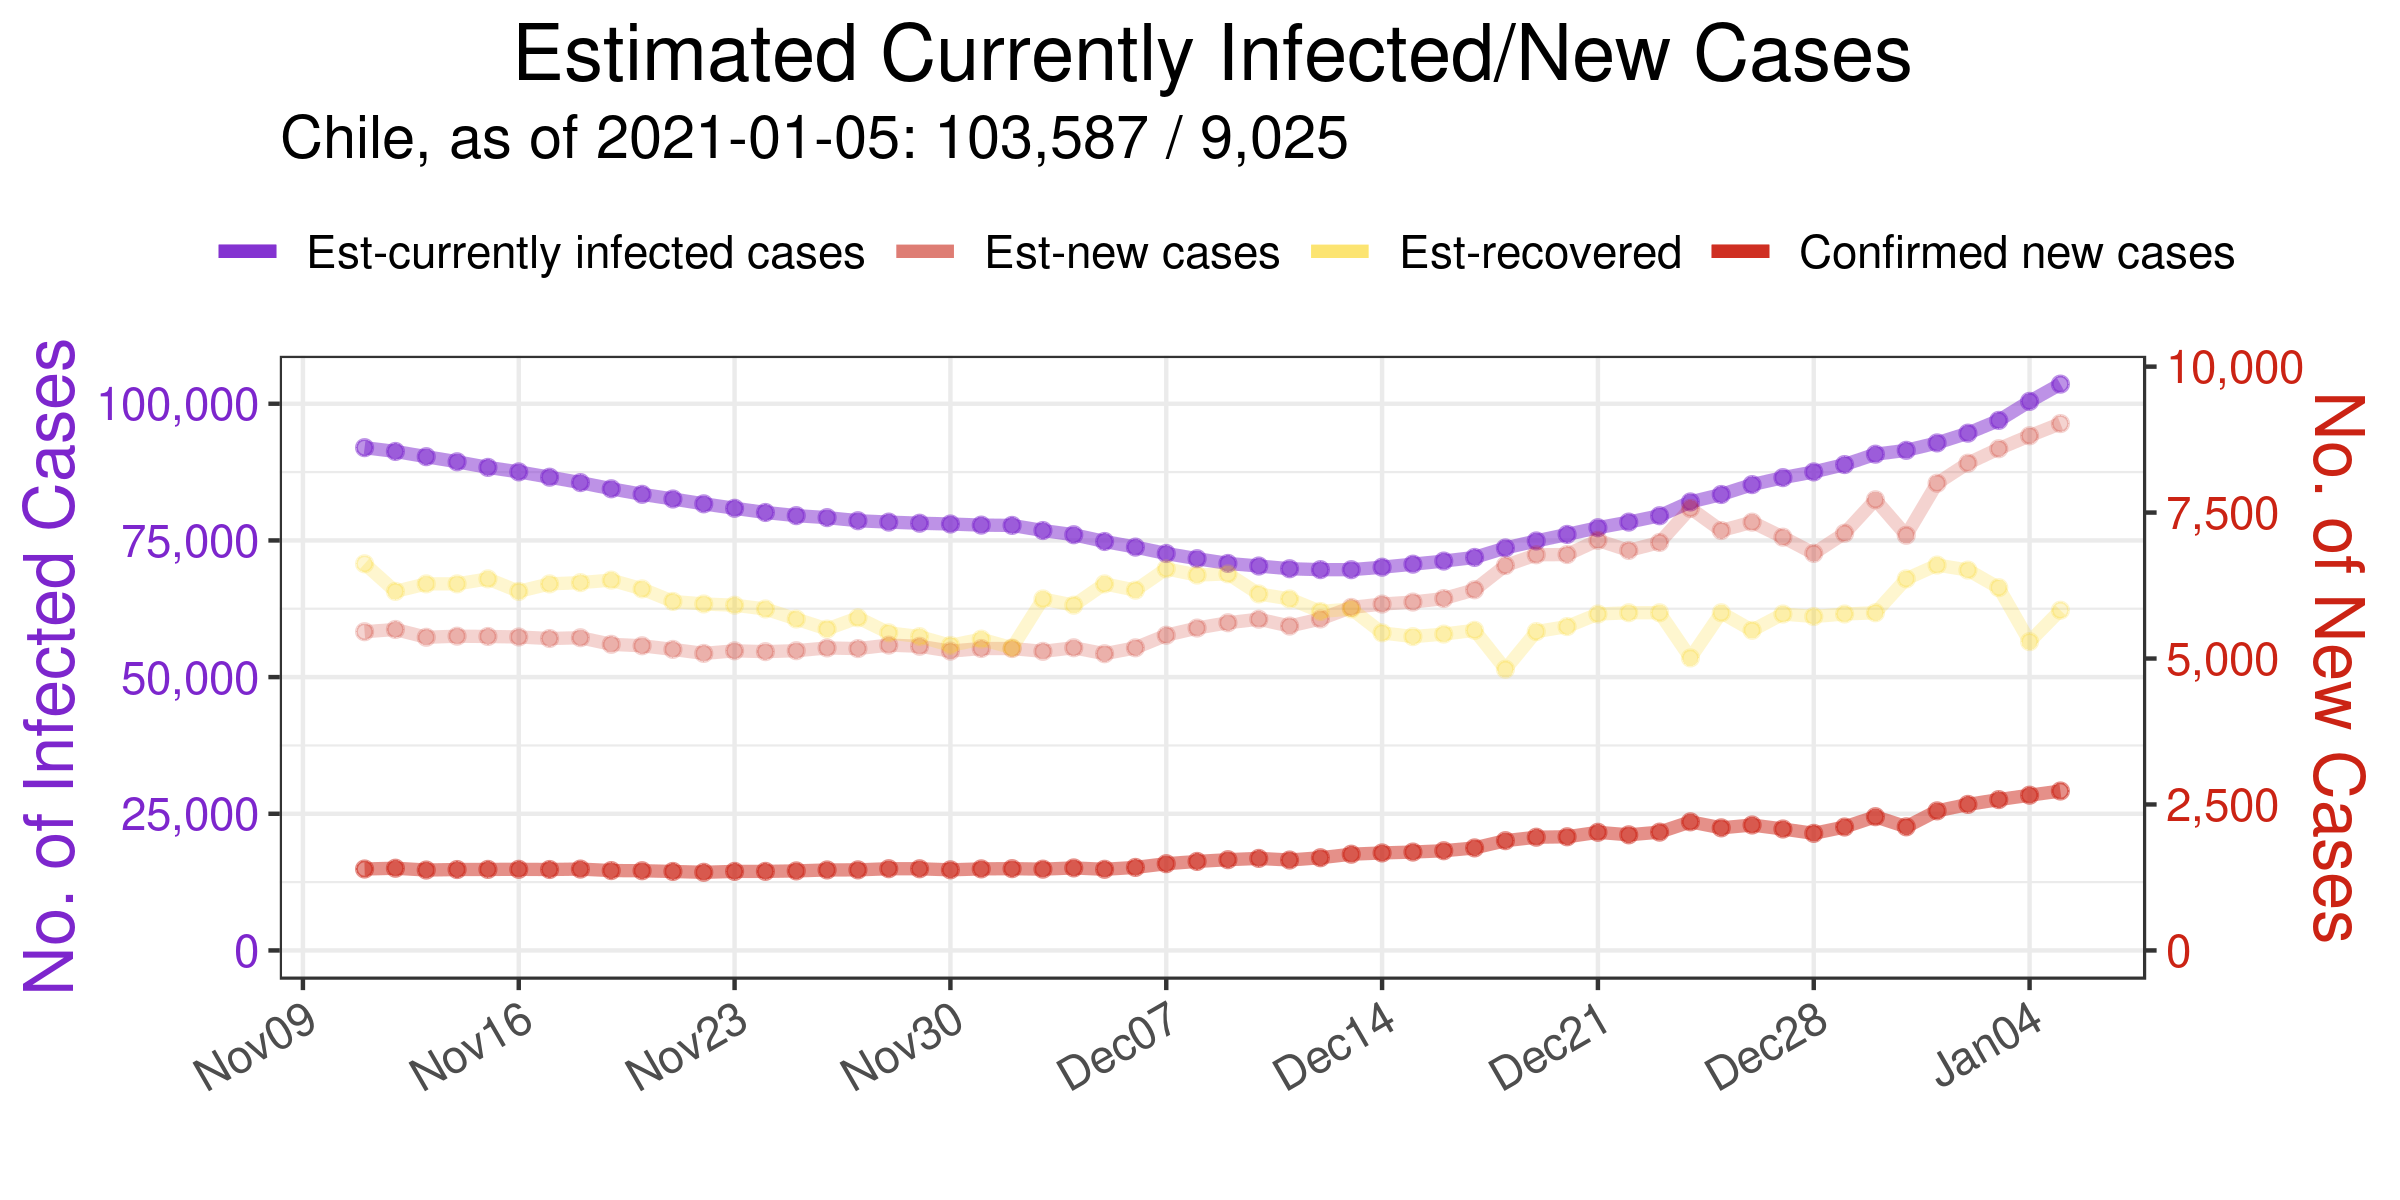 Estimated Currently Infected/New Cases
Chile, as of 2021-01-05: 103,587 / 9,025
Est-currently infected cases Est-new cases Est-recovered Confirmed new cases
No. of Infected Cases
100,000
75,000
50,000
25,000
0
10,000
7,500
5,000
2,500
0
No. of New Cases
Nov09 Nov16 Nov23 Nov30 Dec07 Dec14 Dec21 Dec28 Jan04